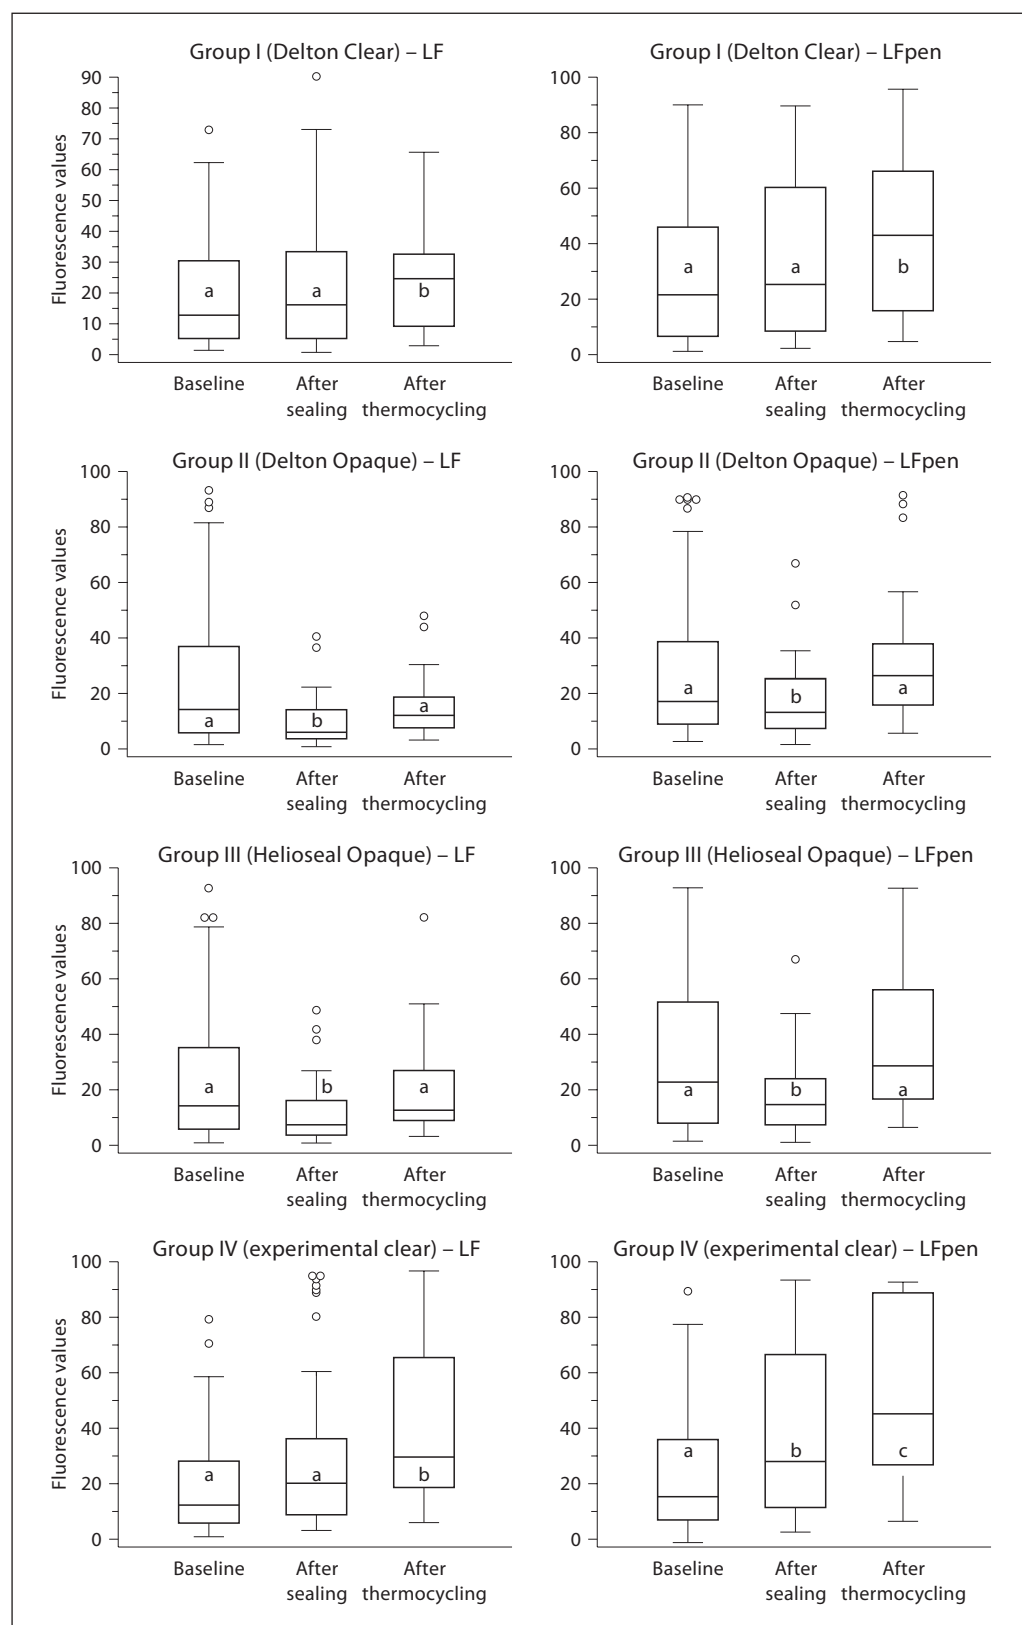 Group I (Delton Clear) – LF
Fluorescence values
90
80
70
60
50
40
30
20
10
0
a
a
b
Baseline
After
sealing
After
thermocycling
Group I (Delton Clear) – LFpen
100
80
60
40
20
0
a
a
b
Baseline
After
sealing
After
thermocycling
Group II (Delton Opaque) – LF
Fluorescence values
100
80
60
40
20
0
a
b
a
Baseline
After
sealing
After
thermocycling
Group II (Delton Opaque) – LFpen
100
80
60
40
20
0
a
b
a
Baseline
After
sealing
After
thermocycling
Group III (Helioseal Opaque) – LF
Fluorescence values
100
80
60
40
20
0
a
b
a
Baseline
After
sealing
After
thermocycling
Group III (Helioseal Opaque) – LFpen
100
80
60
40
20
0
a
b
a
Baseline
After
sealing
After
thermocycling
Group IV (experimental clear) – LF
Fluorescence values
100
80
60
40
20
0
a
a
b
Baseline
After
sealing
After
thermocycling
Group IV (experimental clear) – LFpen
100
80
60
40
20
0
a
b
c
Baseline
After
sealing
After
thermocycling